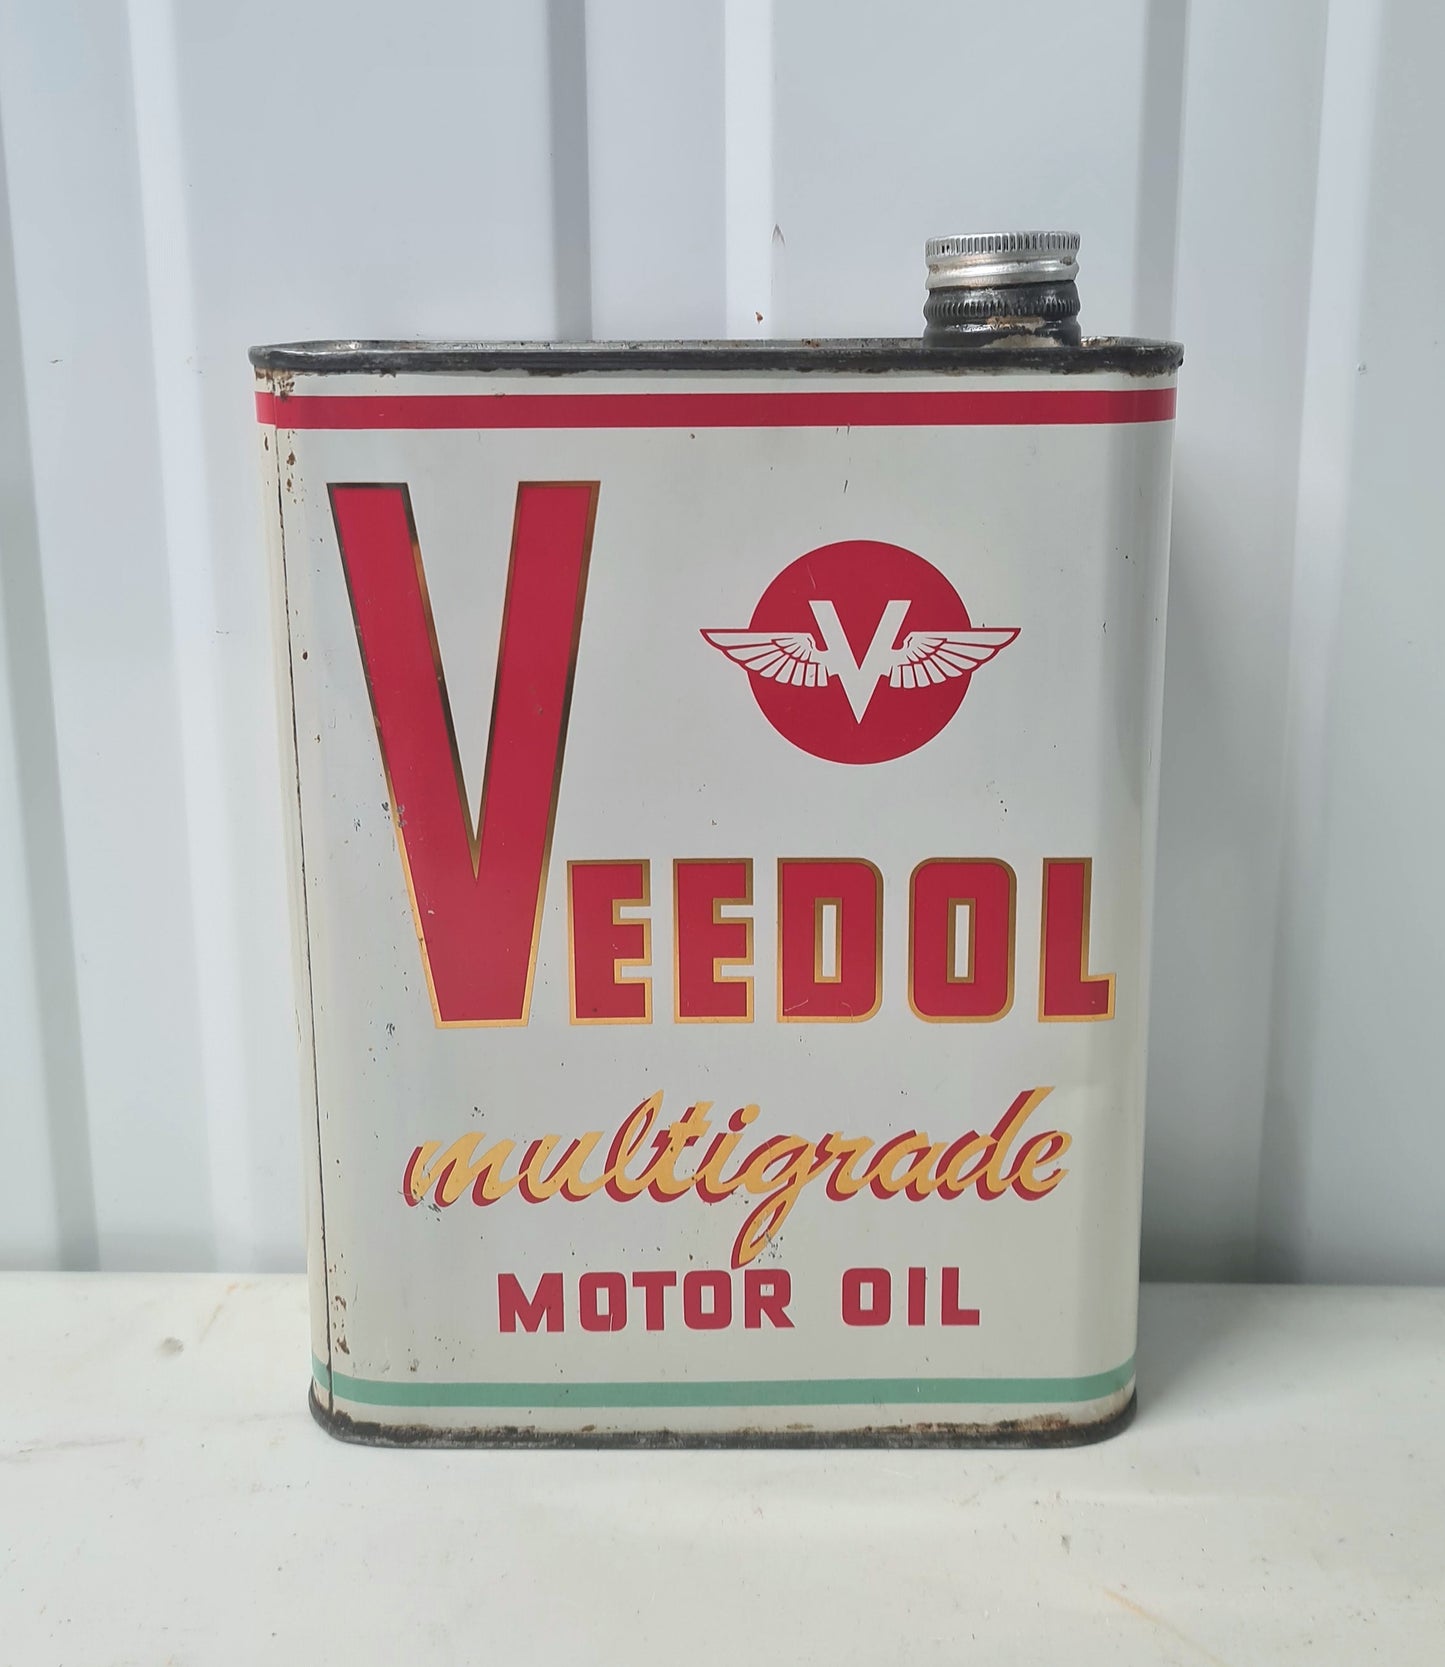 V
VEEDOL
multigrade
MOTOR OIL